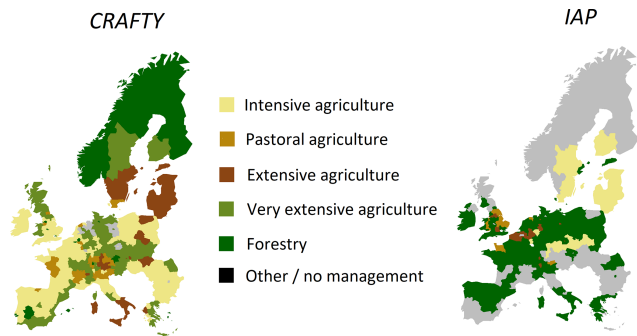 CRAFTY
IAP
Intensive agriculture
Pastoral agriculture
Extensive agriculture
Very extensive agriculture
Forestry
Other / no management